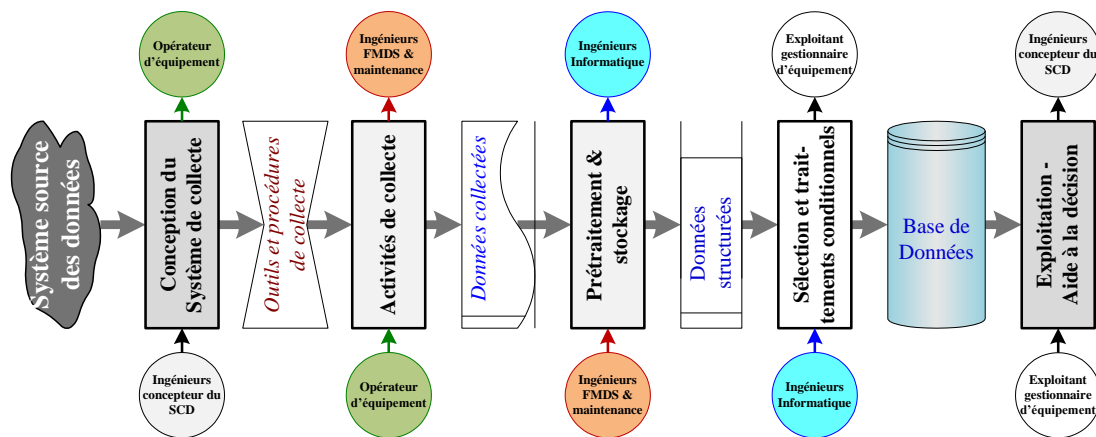 Opérateur
d'équipement
Ingénieurs
FMDS &
maintenance
Ingénieurs
Informatique
Exploitant
gestionnaire
d'équipement
Ingénieurs
concepteur du
SCD
Système source
des données
Conception du
Système de collecte
Outils et procédures
de collecte
Activités de collecte
Données collectées
Prétraitement &
stockage
Données
structurées
Sélection et trait-
tements conditionnels
Base de
Données
Exploitation -
Aide à la décision
Ingénieurs
concepteur du
SCD
Opérateur
d'équipement
Ingénieurs
FMDS &
maintenance
Ingénieurs
Informatique
Exploitant
gestionnaire
d'équipement